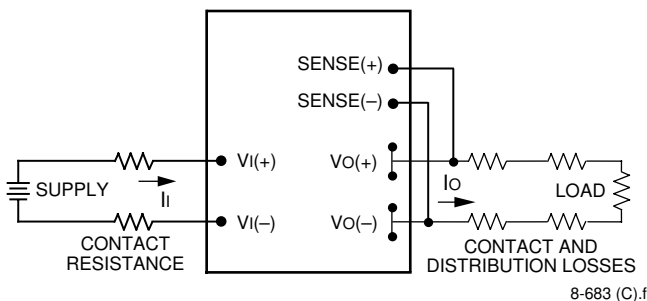 SENSE(+)
SENSE(–)
VI(+)
VO(+)
SUPPLY
II
IO
LOAD
VI(–)
VO(–)
CONTACT
RESISTANCE
CONTACT AND
DISTRIBUTION LOSSES
8-683 (C).f